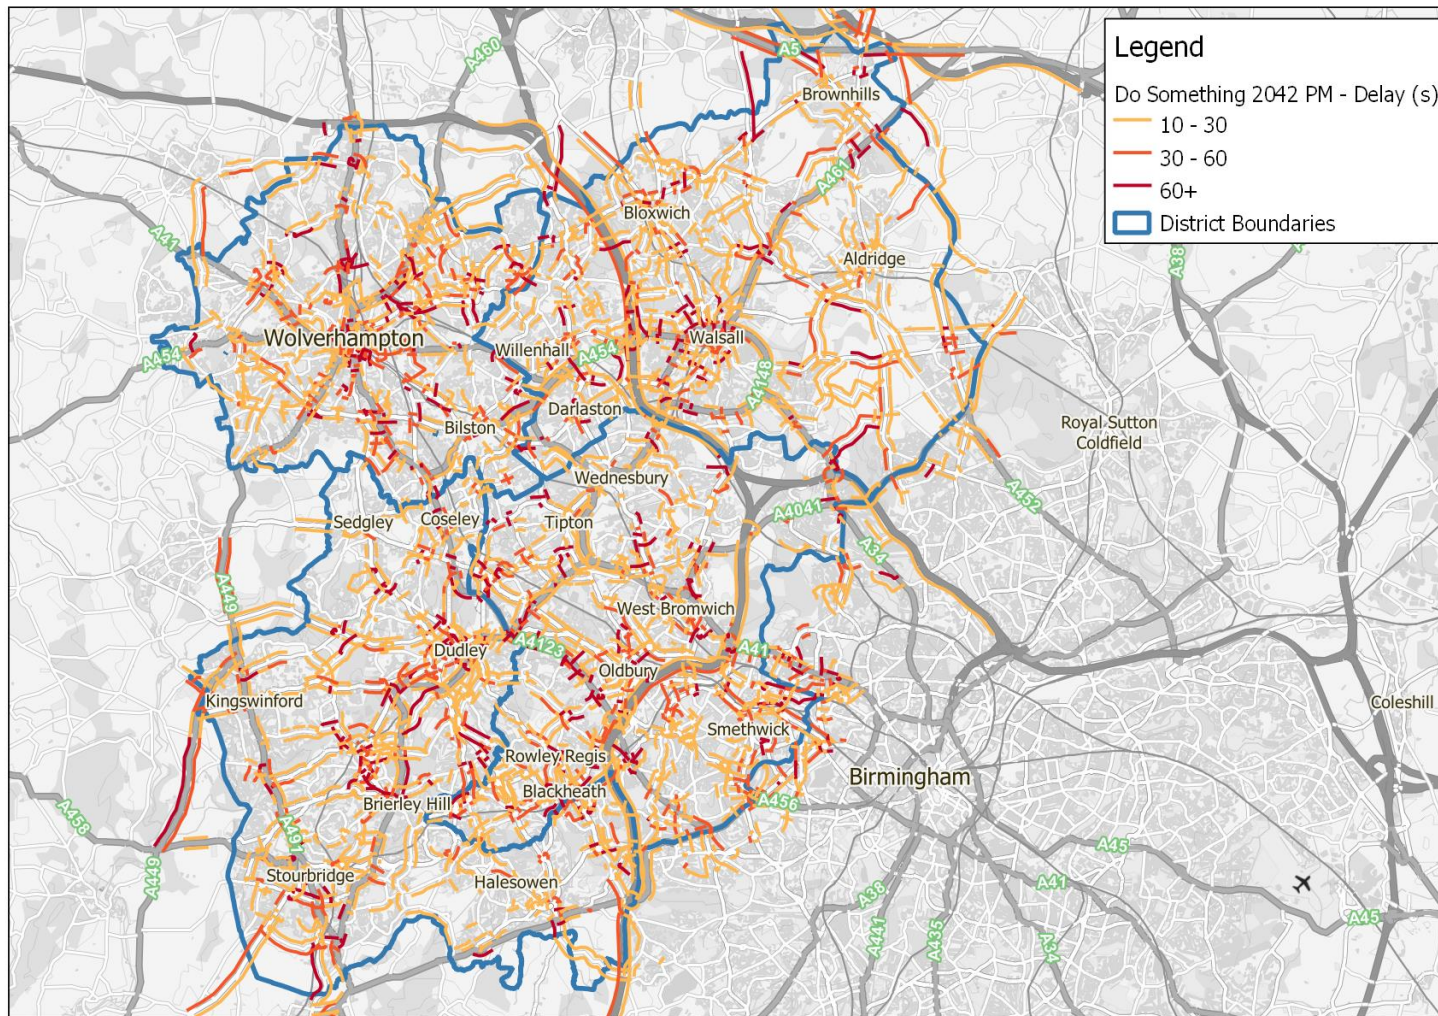 Legend
Do Something 2042 PM - Delay (s)
10 - 30
30 - 60
60+
District Boundaries
A460
A5
Brownhills
A461
A41
Bloxwich
Aldridge
A38
Wolverhampton
Walsall
Willenhall
A454
A454
A4148
Darlaston
Bilston
Royal Sutton
Coldfield
Wednesbury
A452
Sedgley
Coseley
Tipton
A4041
A34
A449
West Bromwich
A4123
A41
Dudley
Oldbury
Kingswinford
Coleshill
Smethwick
Rowley Regis
Birmingham
Blackheath
Brierley Hill
A456
A458
A491
A45
Stourbridge
Halesowen
A449
A38
A41
A45
A441
A435
A34